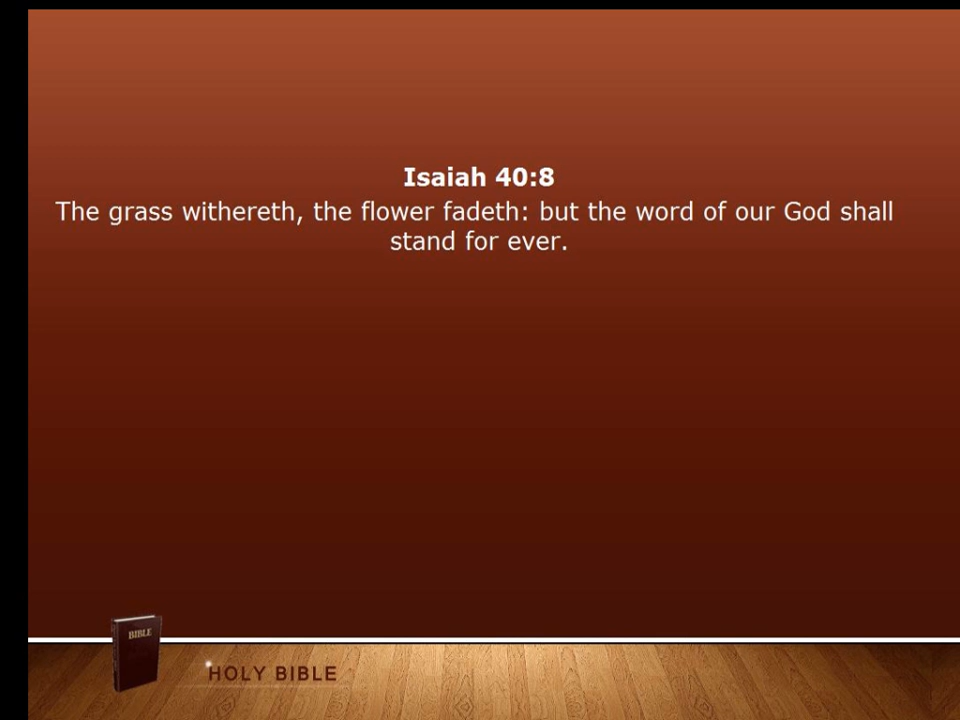 Isaiah 40:8
The grass withereth, the flower fadeth: but the word of our God shall
stand for ever.
BIBLE
HOLY BIBLE